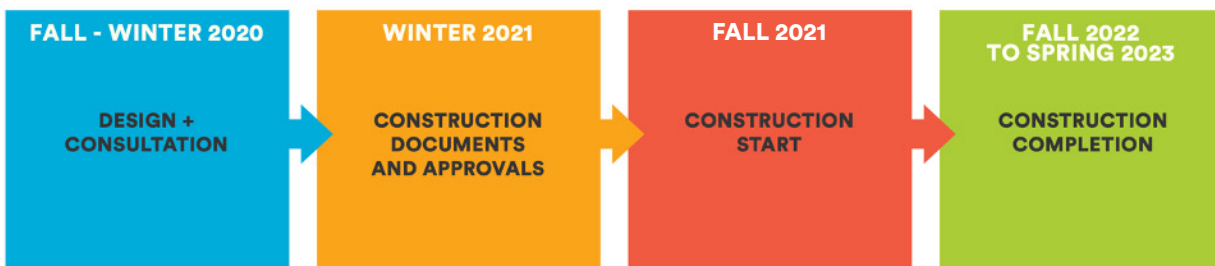 FALL - WINTER 2020
DESIGN +
CONSULTATION
WINTER 2021
CONSTRUCTION
DOCUMENTS
AND APPROVALS
FALL 2021
CONSTRUCTION
START
FALL 2022
TO SPRING 2023
CONSTRUCTION
COMPLETION